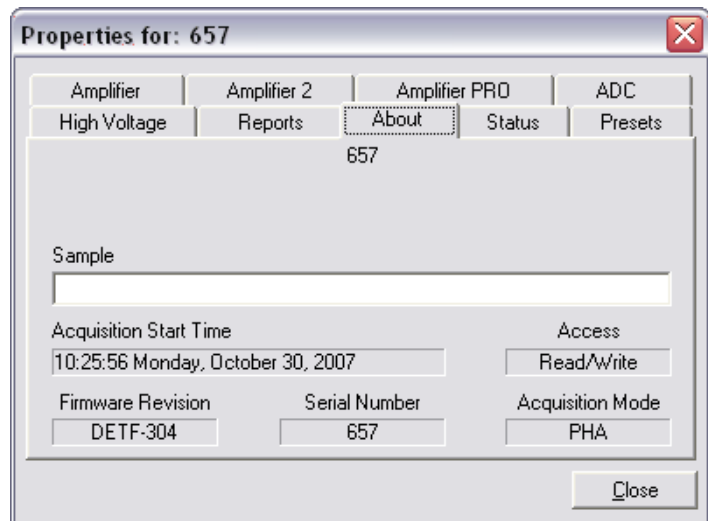 Properties for: 657
Amplifier Amplifier 2 Amplifier PRO ADC
High Voltage Reports About Status Presets
657
Sample
Acquisition Start Time Access
10:25:56 Monday, October 30, 2007 Read/Write
Firmware Revision Serial Number Acquisition Mode
DETF-304 657 PHA
Close